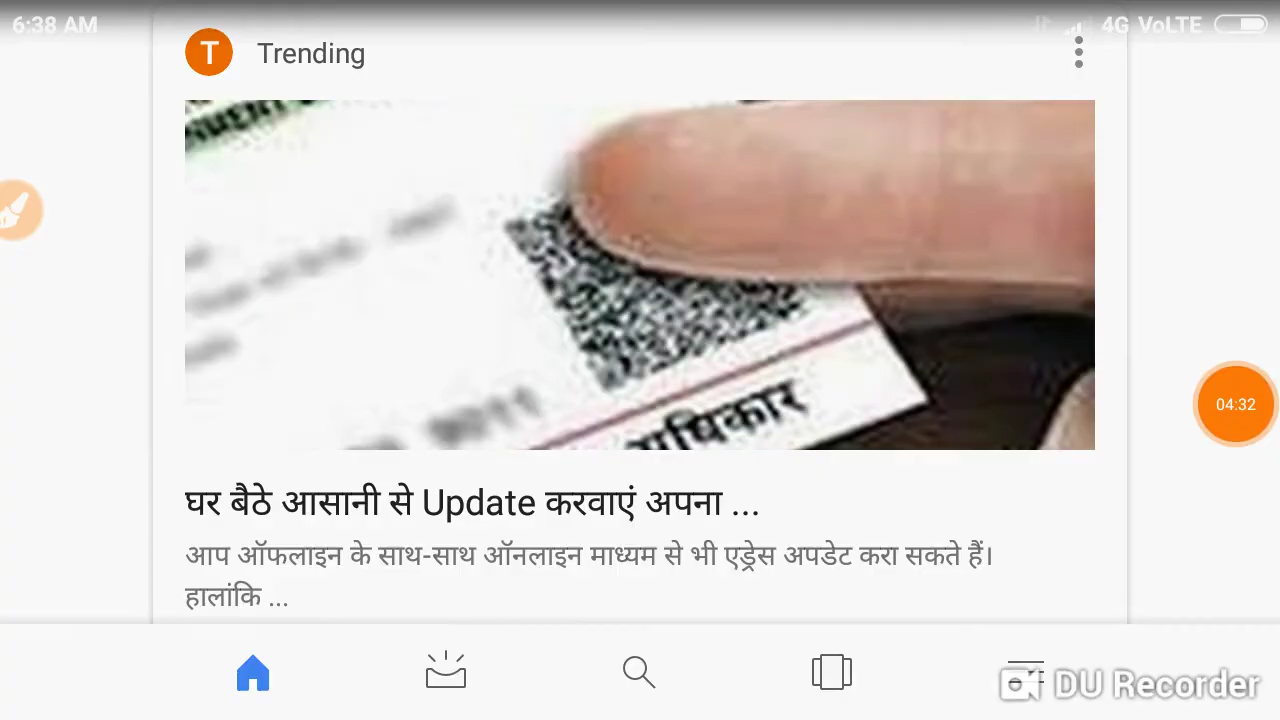 6:38 AM
4G VoLTE
T Trending
अधिकार
04:32
घर बैठे आसानी से Update करवाएं अपना ...
आप ऑफलाइन के साथ-साथ ऑनलाइन माध्यम से भी एड्रेस अपडेट करा सकते हैं।
हालांकि ...
DU Recorder